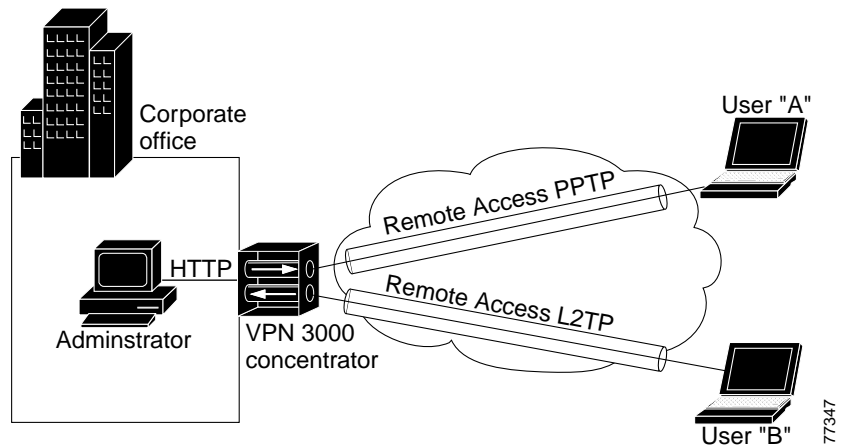 Corporate
office
User "A"
Remote Access PPTP
HTTP
Remote Access L2TP
Adminstrator
VPN 3000
concentrator
User "B"
77347